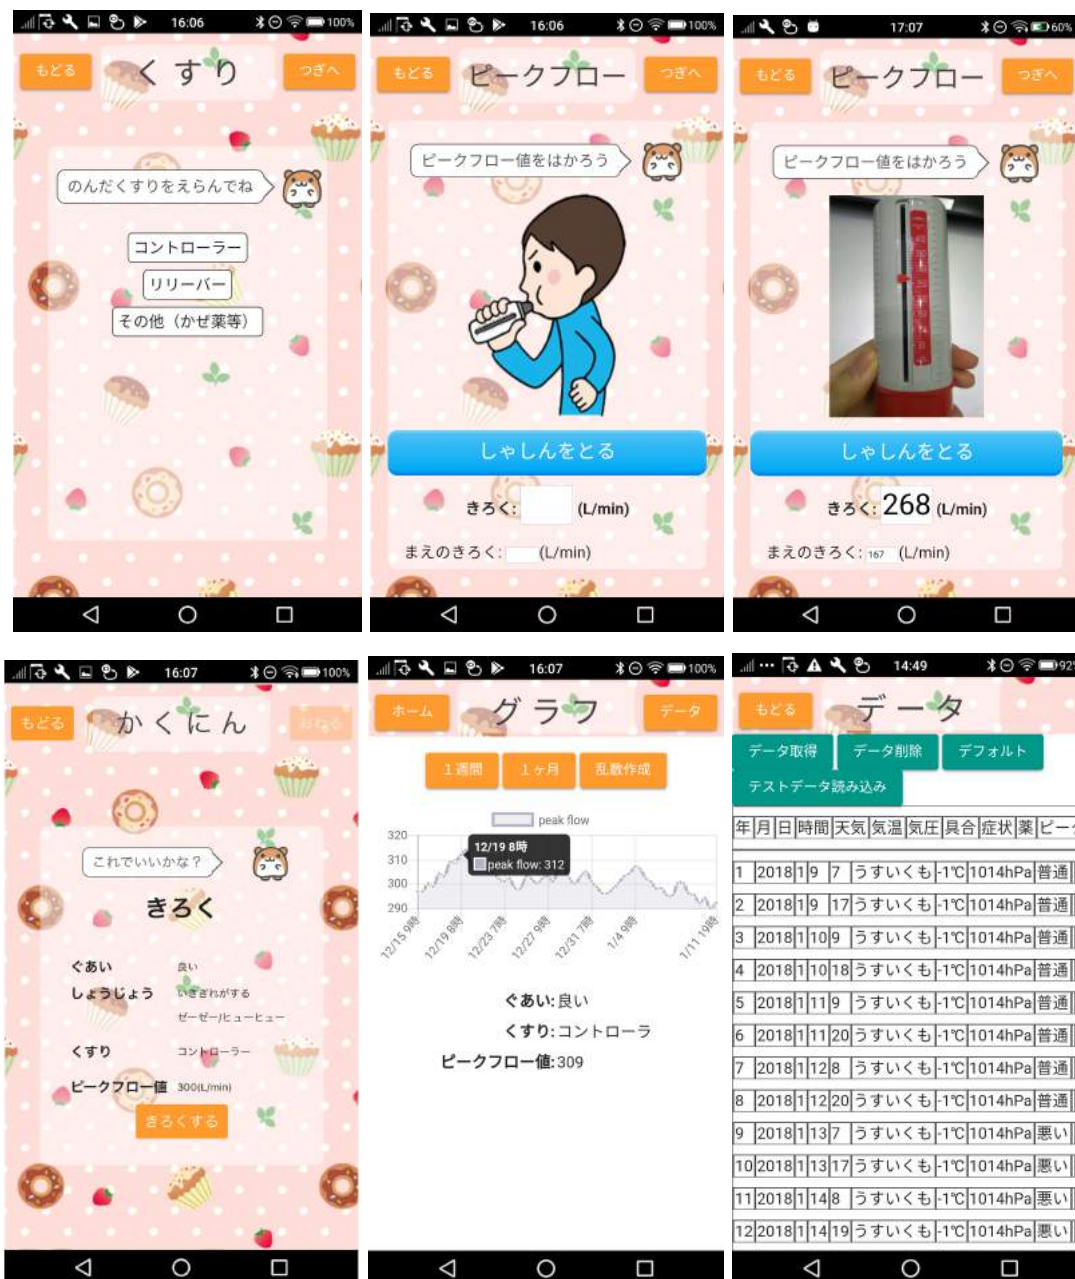 16:06
100%
もどる
くすり
つぎへ
のんだくすりをえらんでね
コントローラー
リリーバー
その他（かぜ薬等）
16:06
100%
もどる
ピークフロー
つぎへ
ピークフロー値をはかろう
しゃしんをとる
きろく: (L/min)
まえのきろく: (L/min)
17:07
60%
もどる
ピークフロー
つぎへ
ピークフロー値をはかろう
しゃしんをとる
きろく: 268 (L/min)
まえのきろく: 167 (L/min)
16:07
100%
もどる
かくにん
これでいいかな？
きろく
ぐあい 良い
しょうじょう いきぎれがする
ゼーゼー/ヒューヒュー
くすり コントローラー
ピークフロー値 300(L/min)
きろくする
16:07
100%
ホーム
グラフ
データ
1週間
1ヶ月
乱数作成
peak flow
320
310
300
290
12/19 8時
peak flow: 312
12/15 9時
12/19 8時
12/23 7時
12/27 9時
12/31 7時
1/4 9時
1/11 19時
ぐあい: 良い
くすり: コントローラ
ピークフロー値: 309
14:49
92%
もどる
データ
データ取得
データ削除
デフォルト
テストデータ読み込み
年 月 日 時間 天気 気温 気圧 具合 症状 薬 ピー
1 2018 1 9 7 うすいくも -1℃ 1014hPa 普通
2 2018 1 9 17 うすいくも -1℃ 1014hPa 普通
3 2018 1 10 9 うすいくも -1℃ 1014hPa 普通
4 2018 1 10 18 うすいくも -1℃ 1014hPa 普通
5 2018 1 11 9 うすいくも -1℃ 1014hPa 普通
6 2018 1 11 20 うすいくも -1℃ 1014hPa 普通
7 2018 1 12 8 うすいくも -1℃ 1014hPa 普通
8 2018 1 12 20 うすいくも -1℃ 1014hPa 普通
9 2018 1 13 7 うすいくも -1℃ 1014hPa 悪い
10 2018 1 13 17 うすいくも -1℃ 1014hPa 悪い
11 2018 1 14 8 うすいくも -1℃ 1014hPa 悪い
12 2018 1 14 19 うすいくも -1℃ 1014hPa 悪い